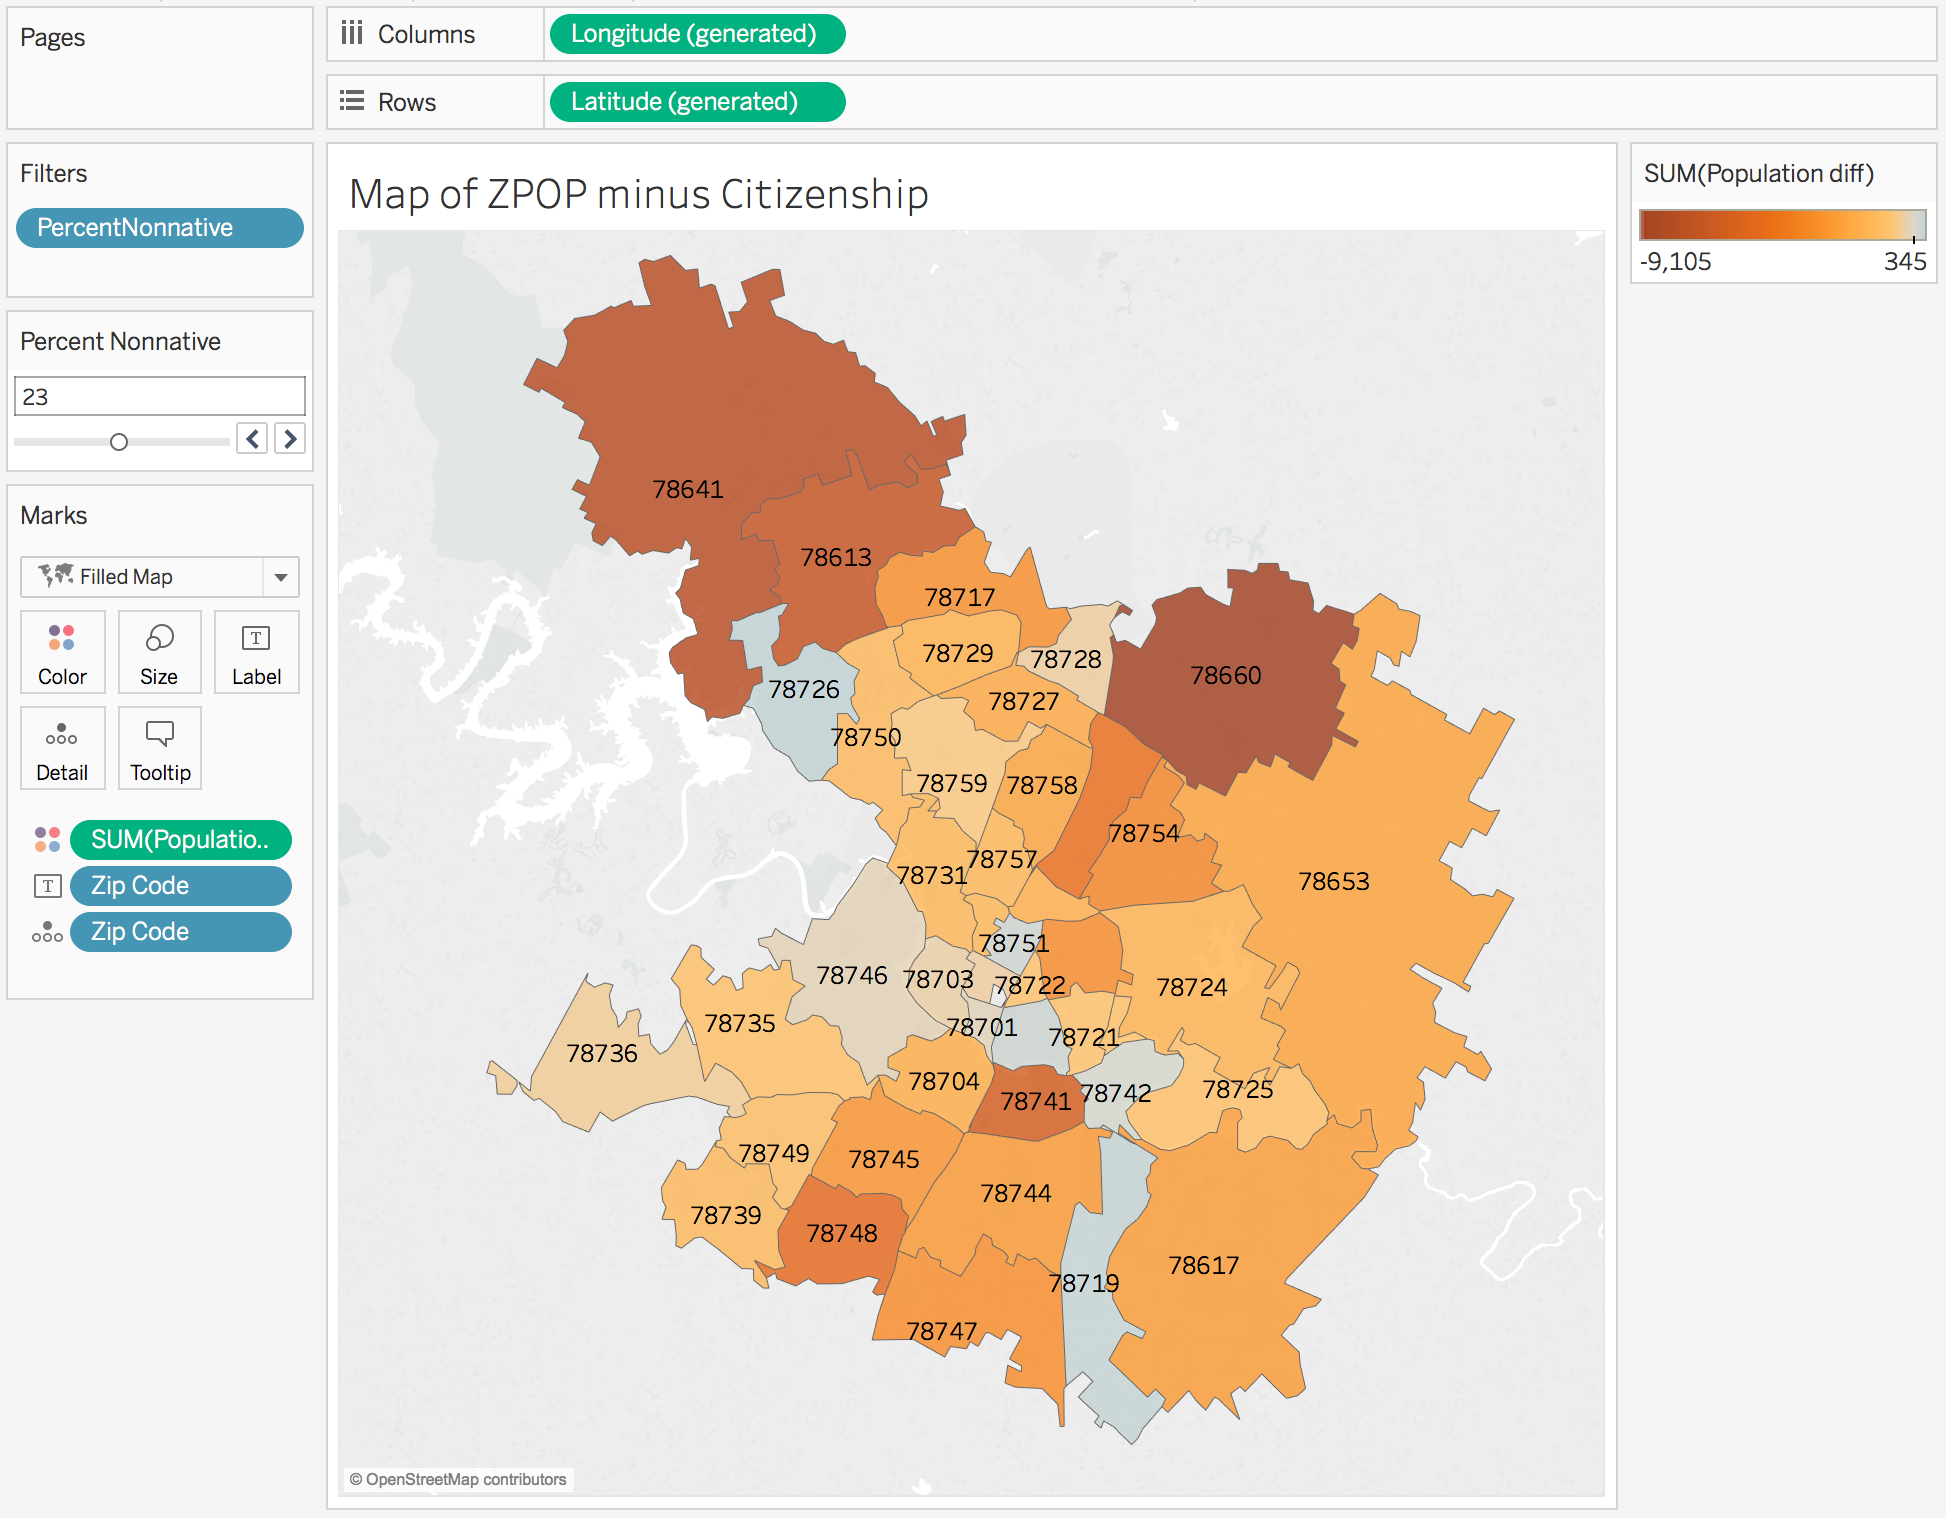 Pages
Columns
Longitude (generated)
Rows
Latitude (generated)
Filters
PercentNonnative
Percent Nonnative
23
Marks
Filled Map
Color
Size
Label
Detail
Tooltip
SUM(Populatio..
Zip Code
Zip Code
Map of ZPOP minus Citizenship
78641
78613
78717
78729
78728
78660
78726
78727
78750
78759
78758
78754
78757
78731
78653
78751
78746
78703
78722
78724
78735
78701
78721
78736
78704
78741
78742
78725
78749
78745
78744
78739
78748
78617
78719
78747
© OpenStreetMap contributors
SUM(Population diff)
-9,105
345